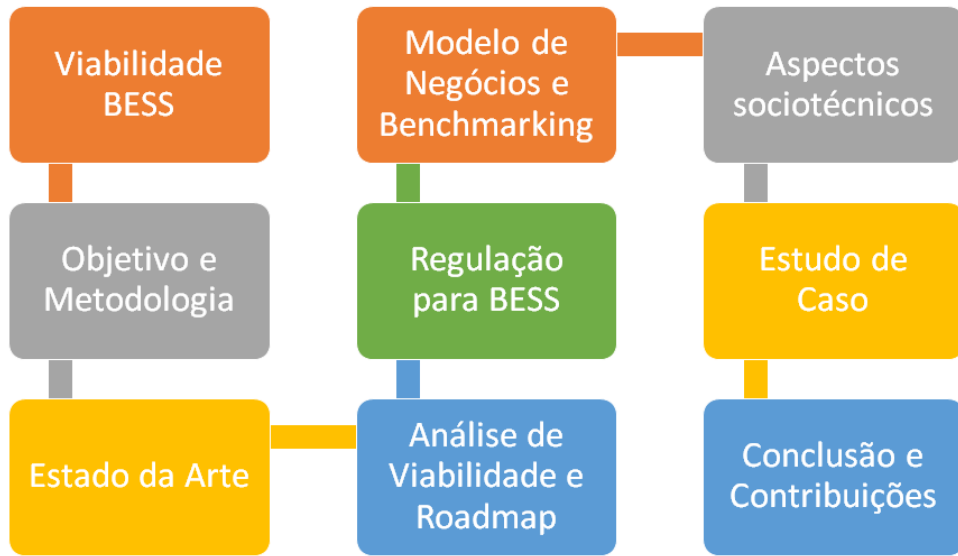 Viabilidade
BESS
Objetivo e
Metodologia
Estado da Arte
Análise de
Viabilidade e
Roadmap
Regulação
para BESS
Modelo de
Negócios e
Benchmarking
Aspectos
sociotécnicos
Estudo de
Caso
Conclusão e
Contribuições